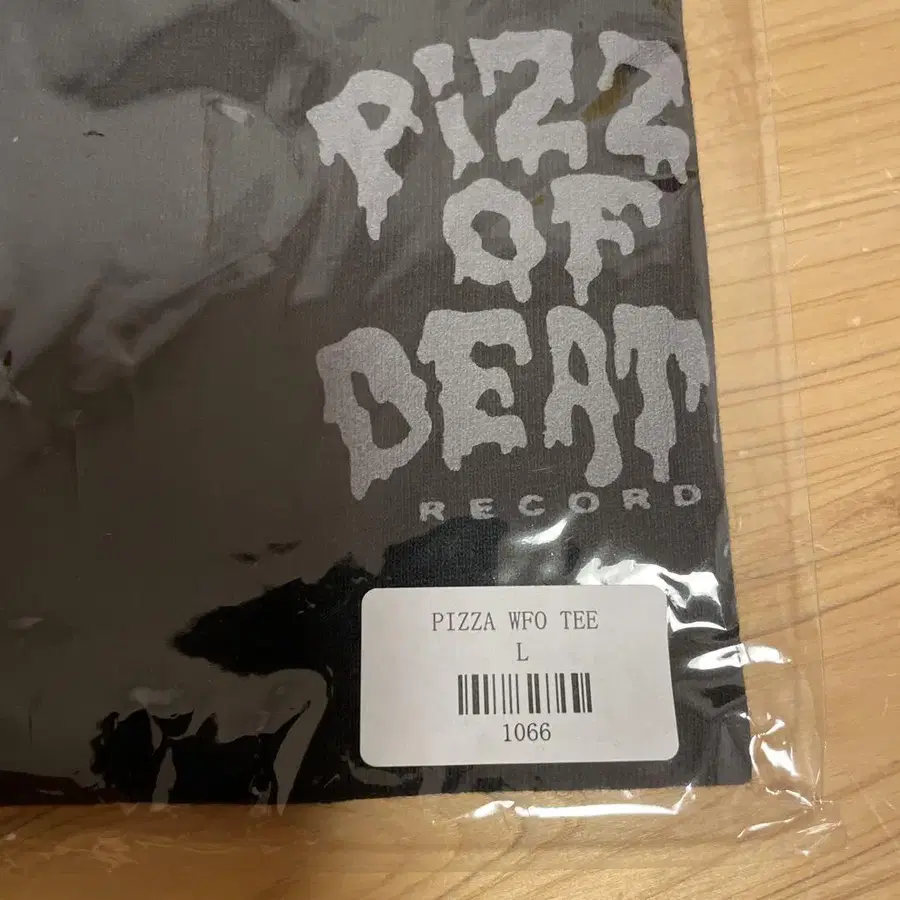 PiZZ
OF
DEAT
RECORD
PIZZA WFO TEE
L
1066